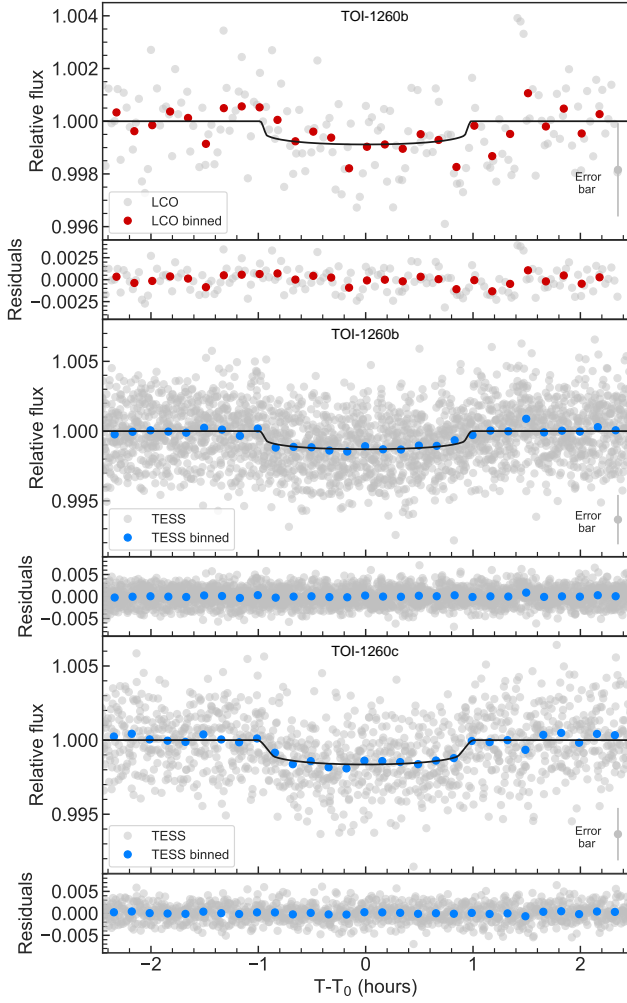 TOI-1260b
1.004
1.002
1.000
0.998
0.996
Relative flux
LCO
LCO binned
Error
bar
0.0025
0.0000
−0.0025
Residuals
TOI-1260b
1.005
1.000
0.995
Relative flux
TESS
TESS binned
Error
bar
0.005
0.000
−0.005
Residuals
TOI-1260c
1.005
1.000
0.995
Relative flux
TESS
TESS binned
Error
bar
0.005
0.000
−0.005
Residuals
−2 −1 0 1 2
T-T₀ (hours)